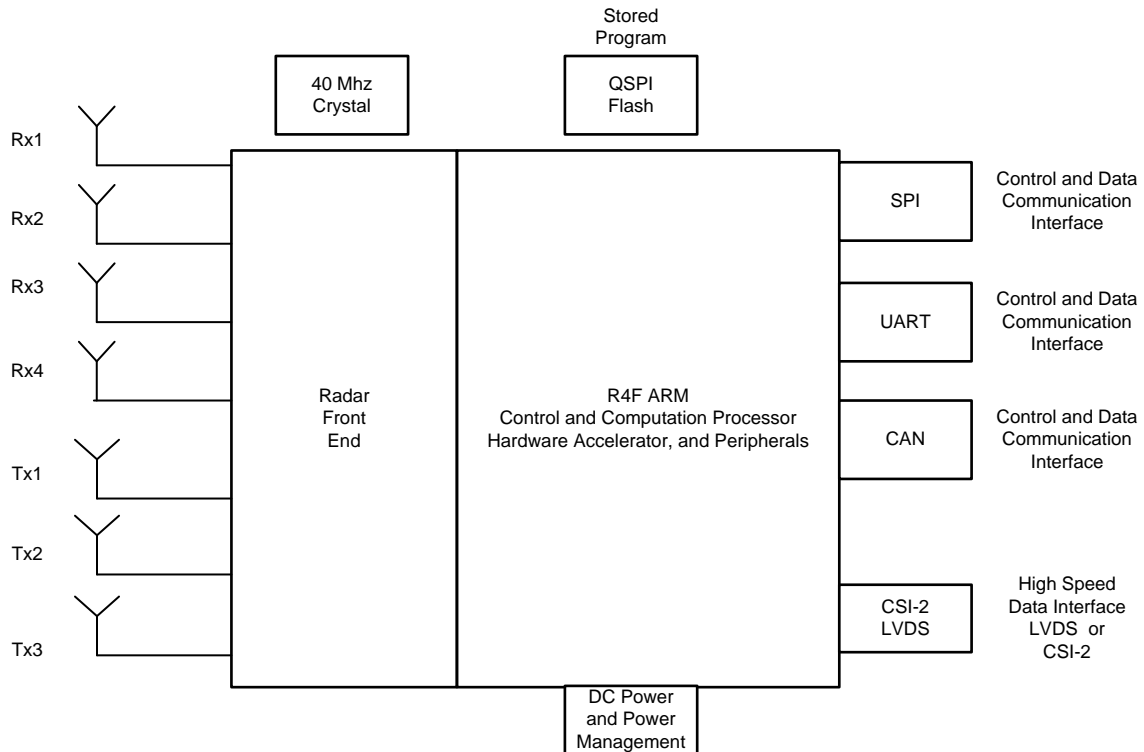 Stored
Program
40 Mhz
Crystal
QSPI
Flash
Rx1
Rx2
Rx3
Rx4
Tx1
Tx2
Tx3
Radar
Front
End
R4F ARM
Control and Computation Processor
Hardware Accelerator, and Peripherals
SPI
Control and Data
Communication
Interface
UART
Control and Data
Communication
Interface
CAN
Control and Data
Communication
Interface
CSI-2
LVDS
High Speed
Data Interface
LVDS or
CSI-2
DC Power
and Power
Management